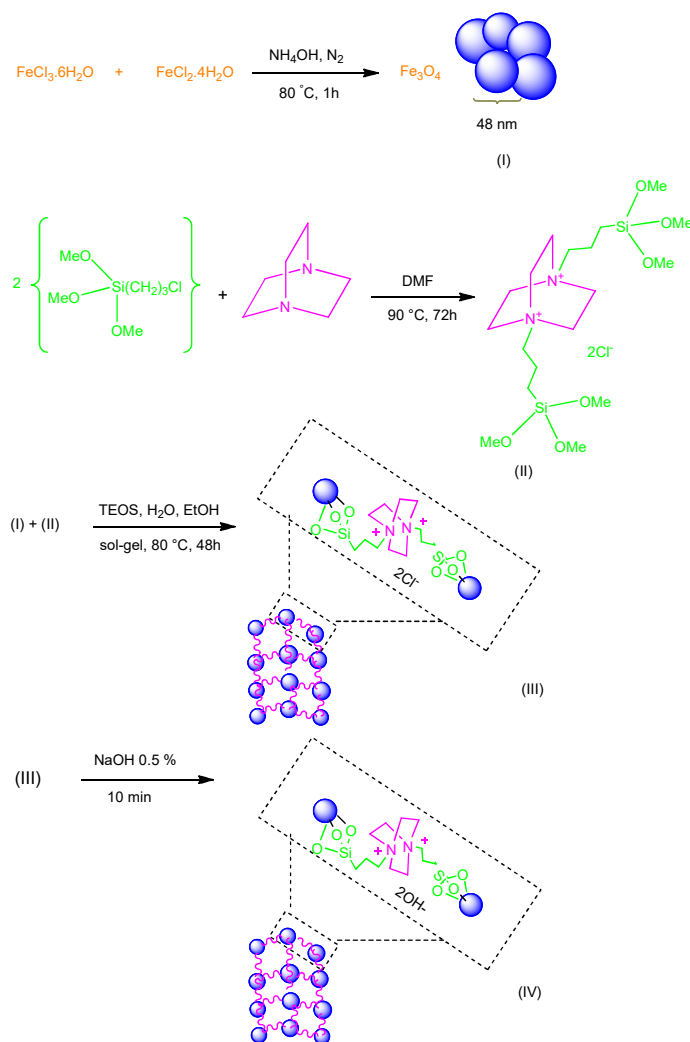 NH₄OH, N₂
FeCl₃.6H₂O + FeCl₂.4H₂O Fe₃O₄
80 °C, 1h
48 nm
(I)
OMe
Si OMe
OMe
MeO
2 Si(CH₂)₃Cl + N
MeO N
OMe
DMF
90 °C, 72h
N⁺
N⁺
2Cl⁻
Si OMe
MeO OMe
(II)
TEOS, H₂O, EtOH
(I) + (II)
sol-gel, 80 °C, 48h
O O O
Si
+ N N +
Si O O O
2Cl⁻
(III)
NaOH 0.5 %
(III)
10 min
O O O
Si
+ N N +
Si O O O
2OH-
(IV)